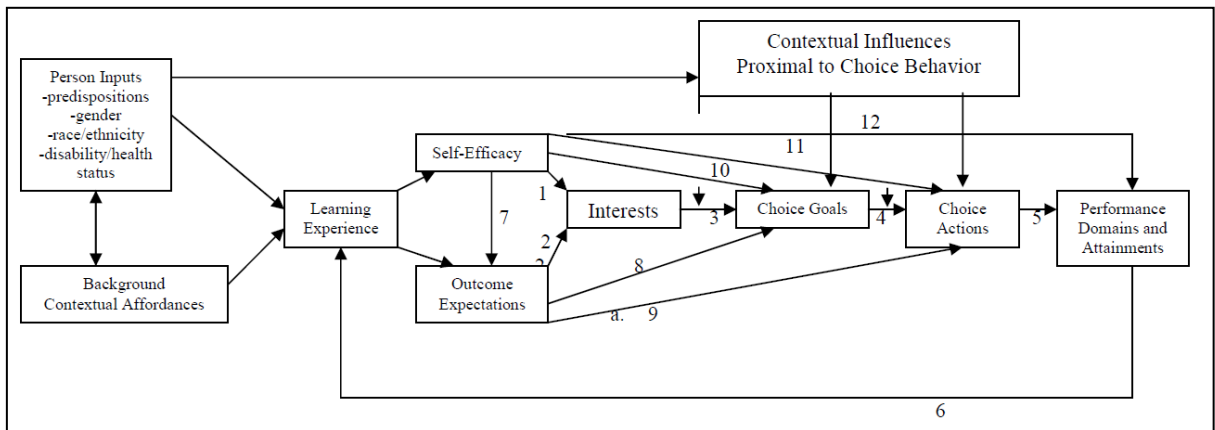 Contextual Influences
Proximal to Choice Behavior
Person Inputs
-predispositions
-gender
-race/ethnicity
-disability/health
status
12
11
Self-Efficacy
10
1
Learning
Experience
7
Interests
3
Choice Goals
4
Choice
Actions
5
Performance
Domains and
Attainments
2
Background
Contextual Affordances
Outcome
Expectations
8
a. 9
6